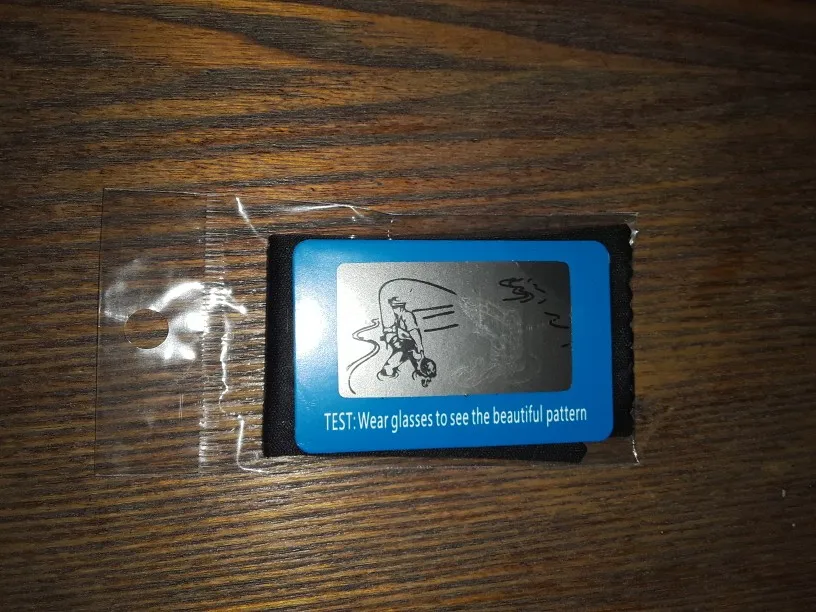 TEST: Wear glasses to see the beautiful pattern